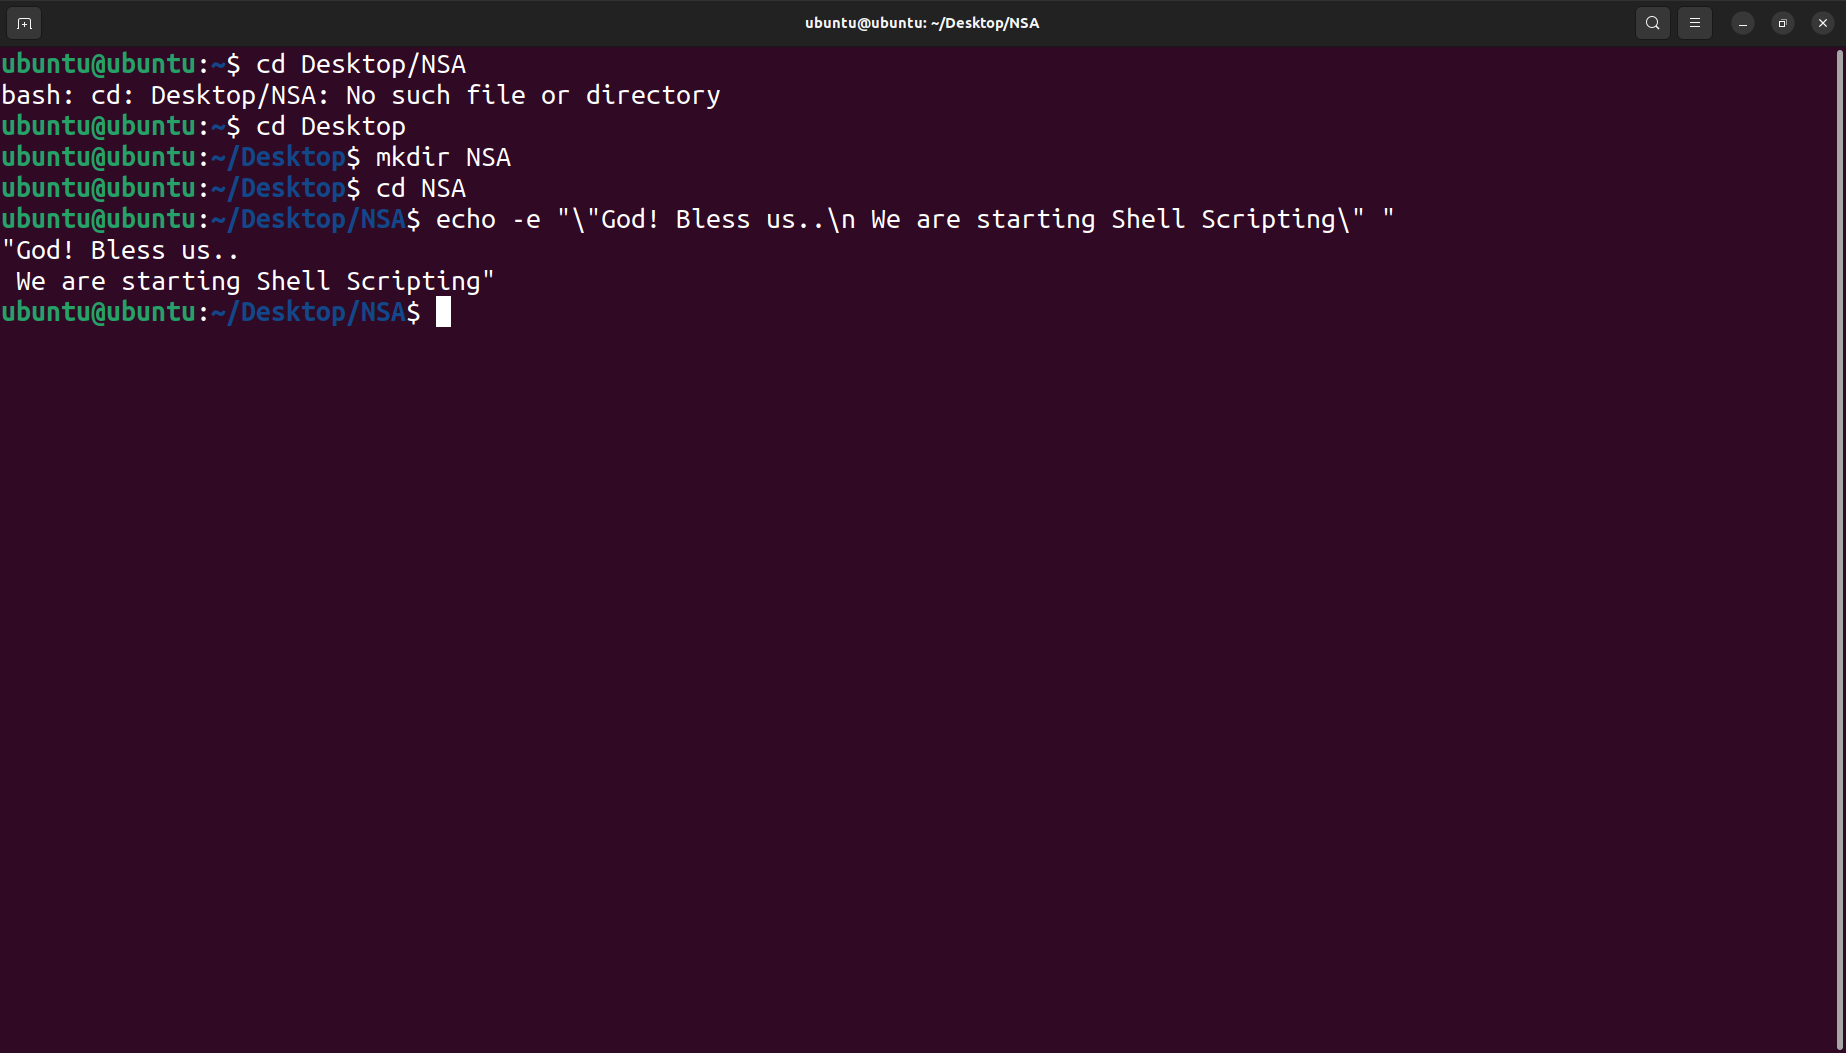 ubuntu@ubuntu: ~/Desktop/NSA
ubuntu@ubuntu:~$ cd Desktop/NSA
bash: cd: Desktop/NSA: No such file or directory
ubuntu@ubuntu:~$ cd Desktop
ubuntu@ubuntu:~/Desktop$ mkdir NSA
ubuntu@ubuntu:~/Desktop$ cd NSA
ubuntu@ubuntu:~/Desktop/NSA$ echo -e "\"God! Bless us..\n We are starting Shell Scripting\" "
"God! Bless us..
 We are starting Shell Scripting"
ubuntu@ubuntu:~/Desktop/NSA$